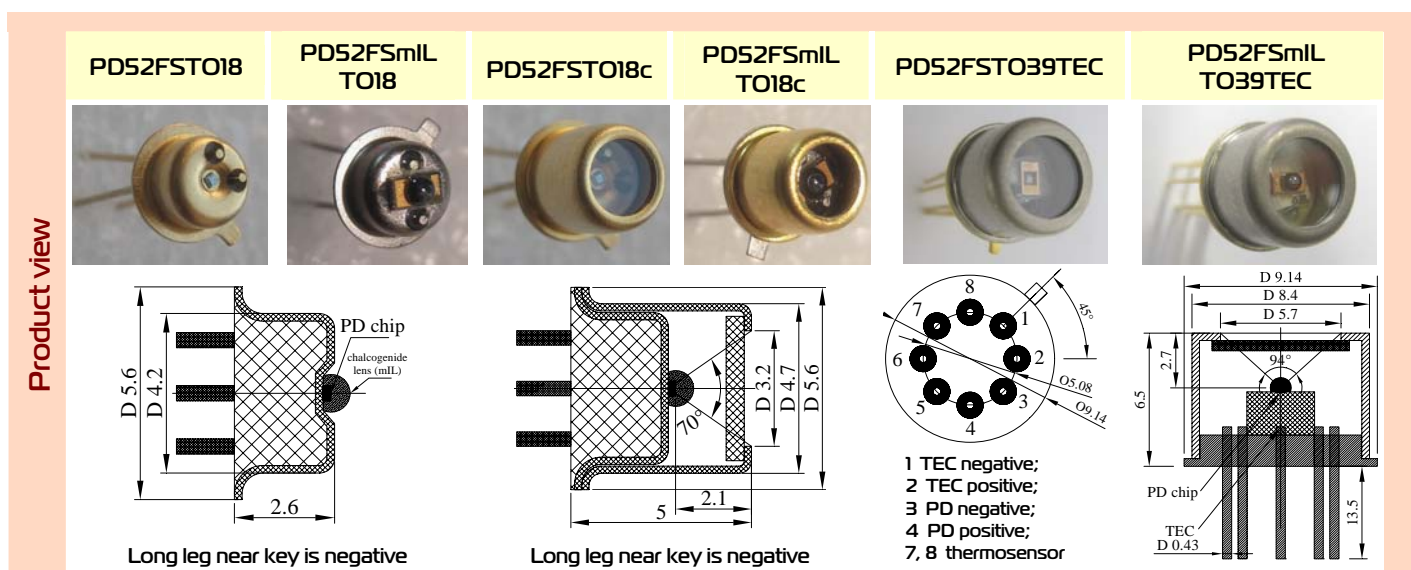 Product view
PD52FSTO18
PD52FSmIL
TO18
PD52FSTO18c
PD52FSmIL
TO18c
PD52FSTO39TEC
PD52FSmIL
TO39TEC
D 5.6
D 4.2
PD chip
chalcogenide
lens (mIL)
2.6
Long leg near key is negative
70°
D 3.2
D 4.7
D 5.6
2.1
5
Long leg near key is negative
8
7
1
45°
6
2
5
3
4
O5.08
O9.14
1 TEC negative;
2 TEC positive;
3 PD negative;
4 PD positive;
7, 8 thermosensor
D 9.14
D 8.4
D 5.7
2.7
94°
6.5
PD chip
TEC
D 0.43
13.5